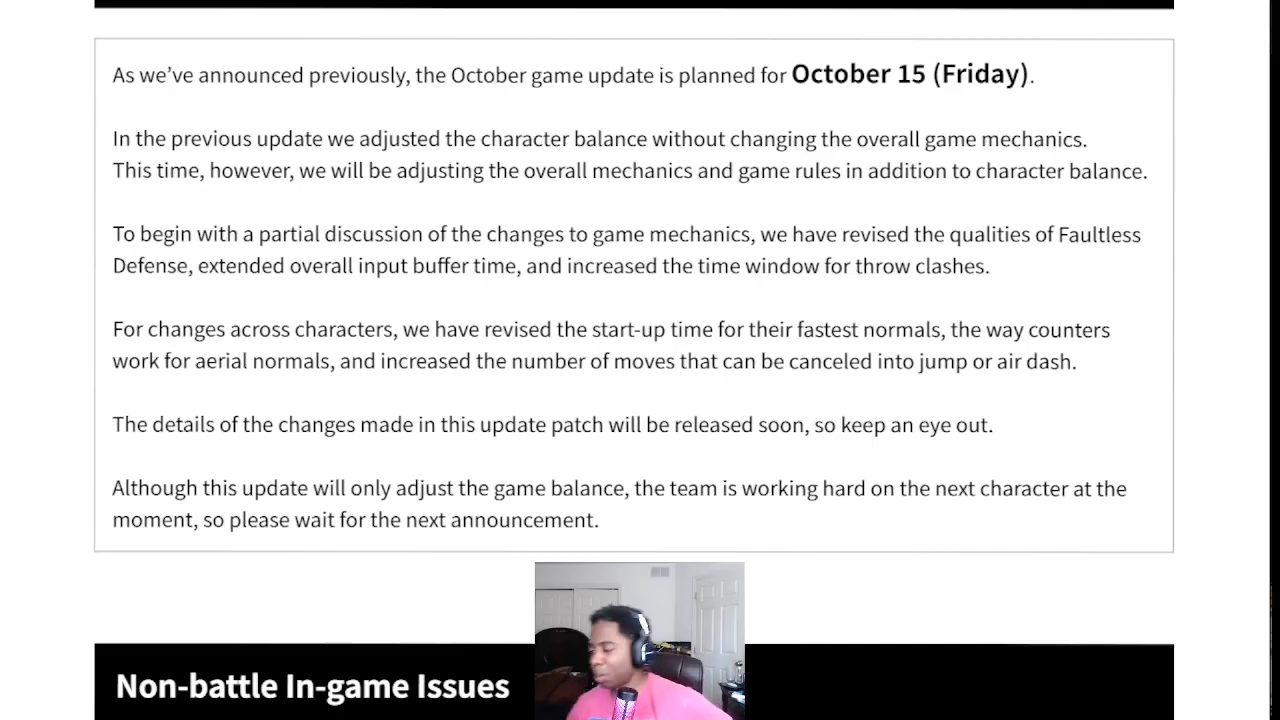 As we’ve announced previously, the October game update is planned for October 15 (Friday).
In the previous update we adjusted the character balance without changing the overall game mechanics.
This time, however, we will be adjusting the overall mechanics and game rules in addition to character balance.
To begin with a partial discussion of the changes to game mechanics, we have revised the qualities of Faultless
Defense, extended overall input buffer time, and increased the time window for throw clashes.
For changes across characters, we have revised the start-up time for their fastest normals, the way counters
work for aerial normals, and increased the number of moves that can be canceled into jump or air dash.
The details of the changes made in this update patch will be released soon, so keep an eye out.
Although this update will only adjust the game balance, the team is working hard on the next character at the
moment, so please wait for the next announcement.
Non-battle In-game Issues